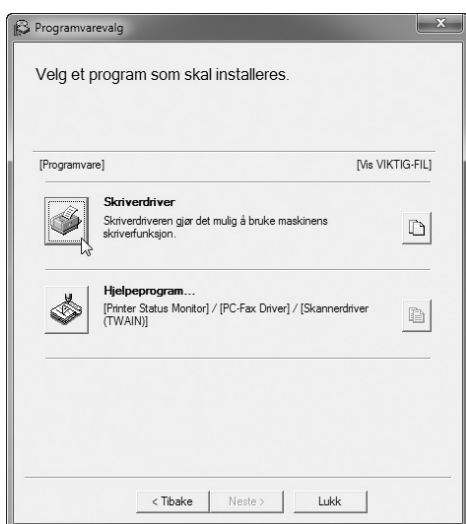 Programvarevalg
Velg et program som skal installeres.
[Programvare] [Vis VIKTIG-FIL]
Skriverdriver
Skriverdriveren gjør det mulig å bruke maskinens
skriverfunksjon.
Hjelpeprogram...
[Printer Status Monitor] / [PC-Fax Driver] / [Skannerdriver
(TWAIN)]
< Tibake Neste > Lukk